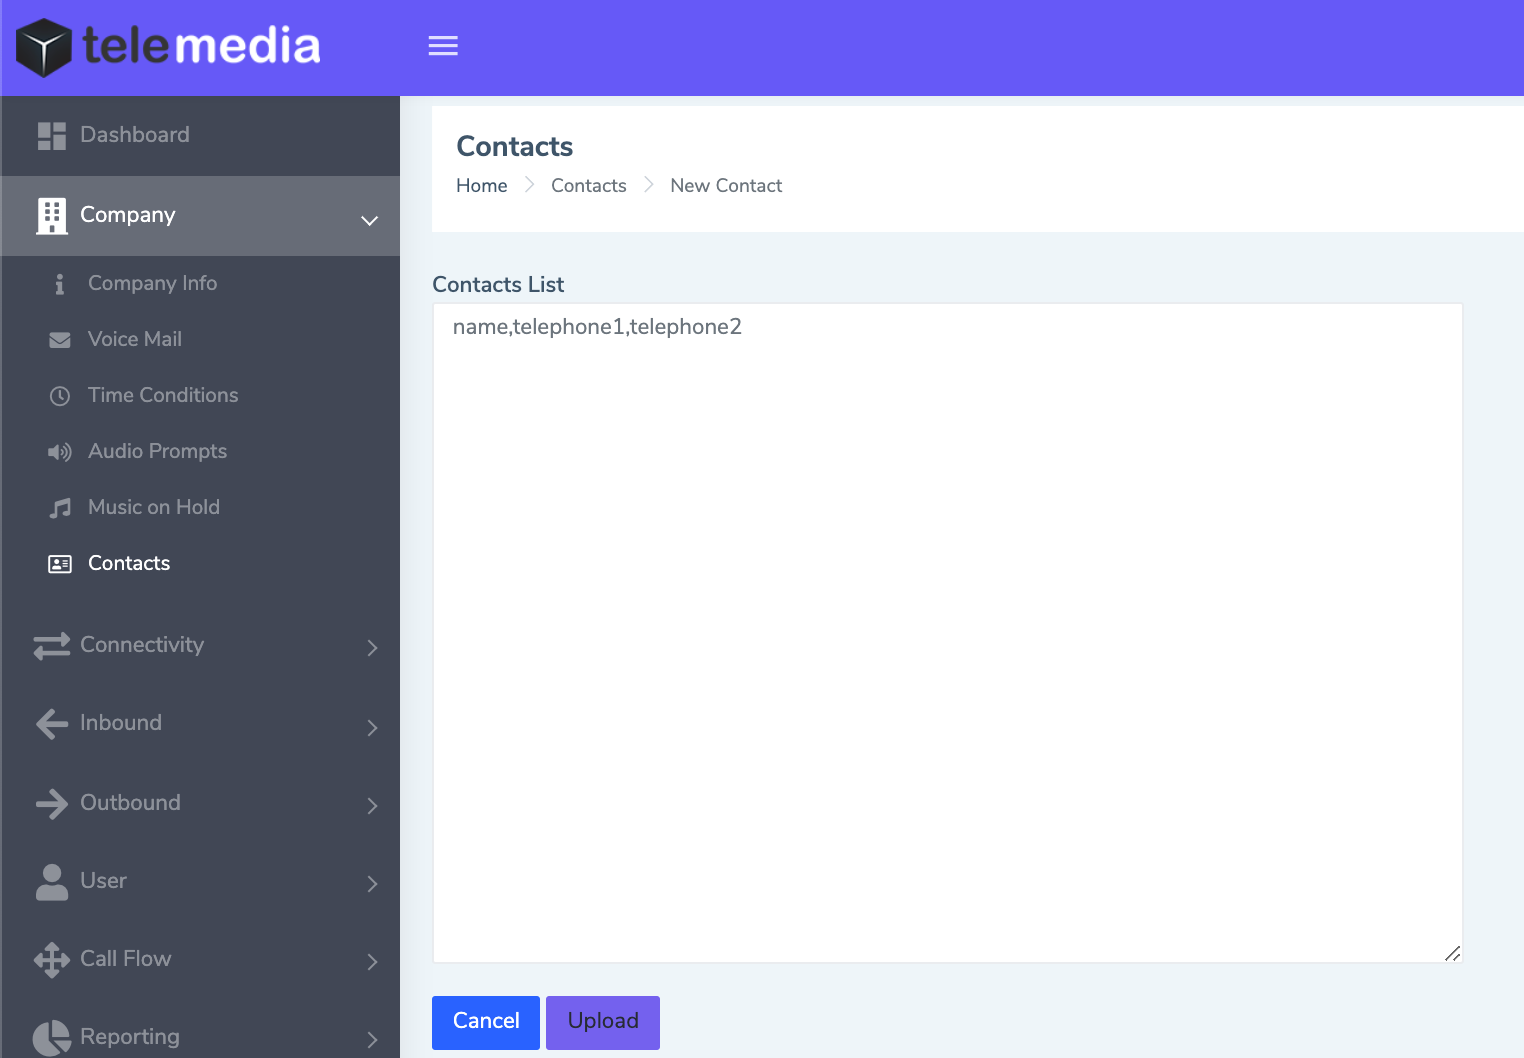 telemedia
Dashboard
Company
Company Info
Voice Mail
Time Conditions
Audio Prompts
Music on Hold
Contacts
Connectivity
Inbound
Outbound
User
Call Flow
Reporting
Contacts
Home Contacts New Contact
Contacts List
name,telephone1,telephone2
Cancel Upload